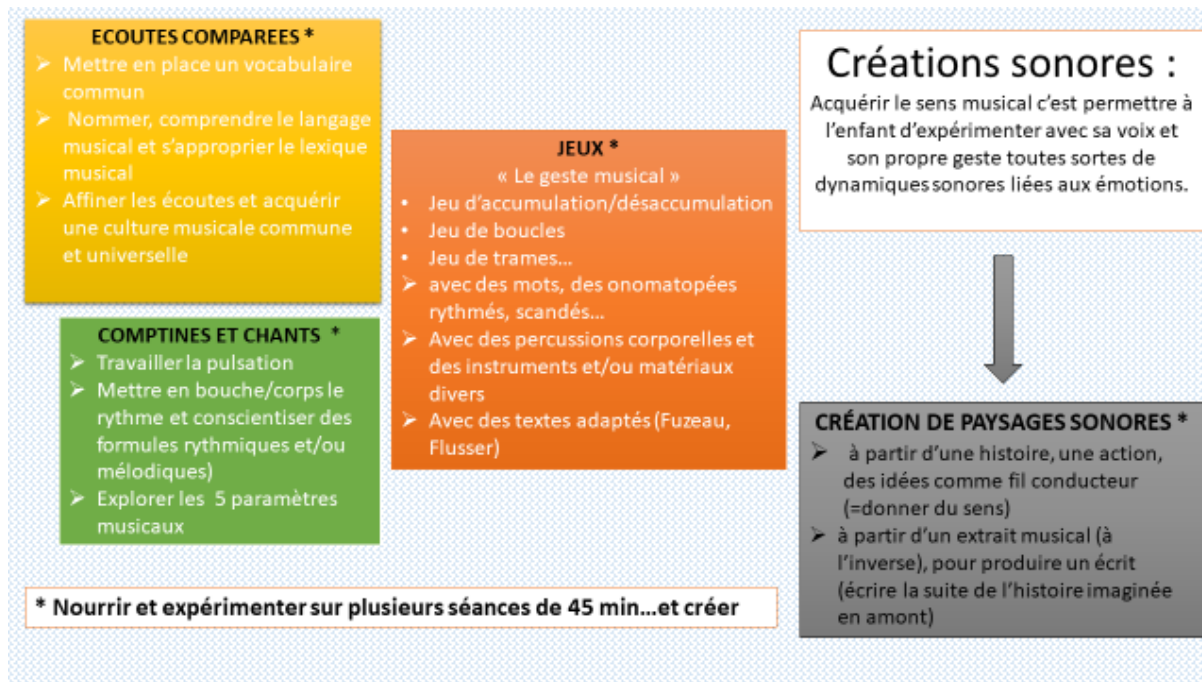 ECOUTES COMPAREES *
➢ Mettre en place un vocabulaire
commun
➢ Nommer, comprendre le langage
musical et s’approprier le lexique
musical
➢ Affiner les écoutes et acquérir
une culture musicale commune
et universelle
COMPTINES ET CHANTS *
➢ Travailler la pulsation
➢ Mettre en bouche/corps le
rythme et conscientiser des
formules rythmiques et/ou
mélodiques)
➢ Explorer les 5 paramètres
musicaux
JEUX *
« Le geste musical »
• Jeu d’accumulation/désaccumulation
• Jeu de boucles
• Jeu de trames…
➢ avec des mots, des onomatopées
rythmés, scandés…
➢ Avec des percussions corporelles et
des instruments et/ou matériaux
divers
➢ Avec des textes adaptés (Fuzeau,
Flusser)
Créations sonores :
Acquérir le sens musical c’est permettre à
l’enfant d’expérimenter avec sa voix et
son propre geste toutes sortes de
dynamiques sonores liées aux émotions.
CRÉATION DE PAYSAGES SONORES *
➢ à partir d’une histoire, une action,
des idées comme fil conducteur
(=donner du sens)
➢ à partir d’un extrait musical (à
l’inverse), pour produire un écrit
(écrire la suite de l’histoire imaginée
en amont)
* Nourrir et expérimenter sur plusieurs séances de 45 min…et créer